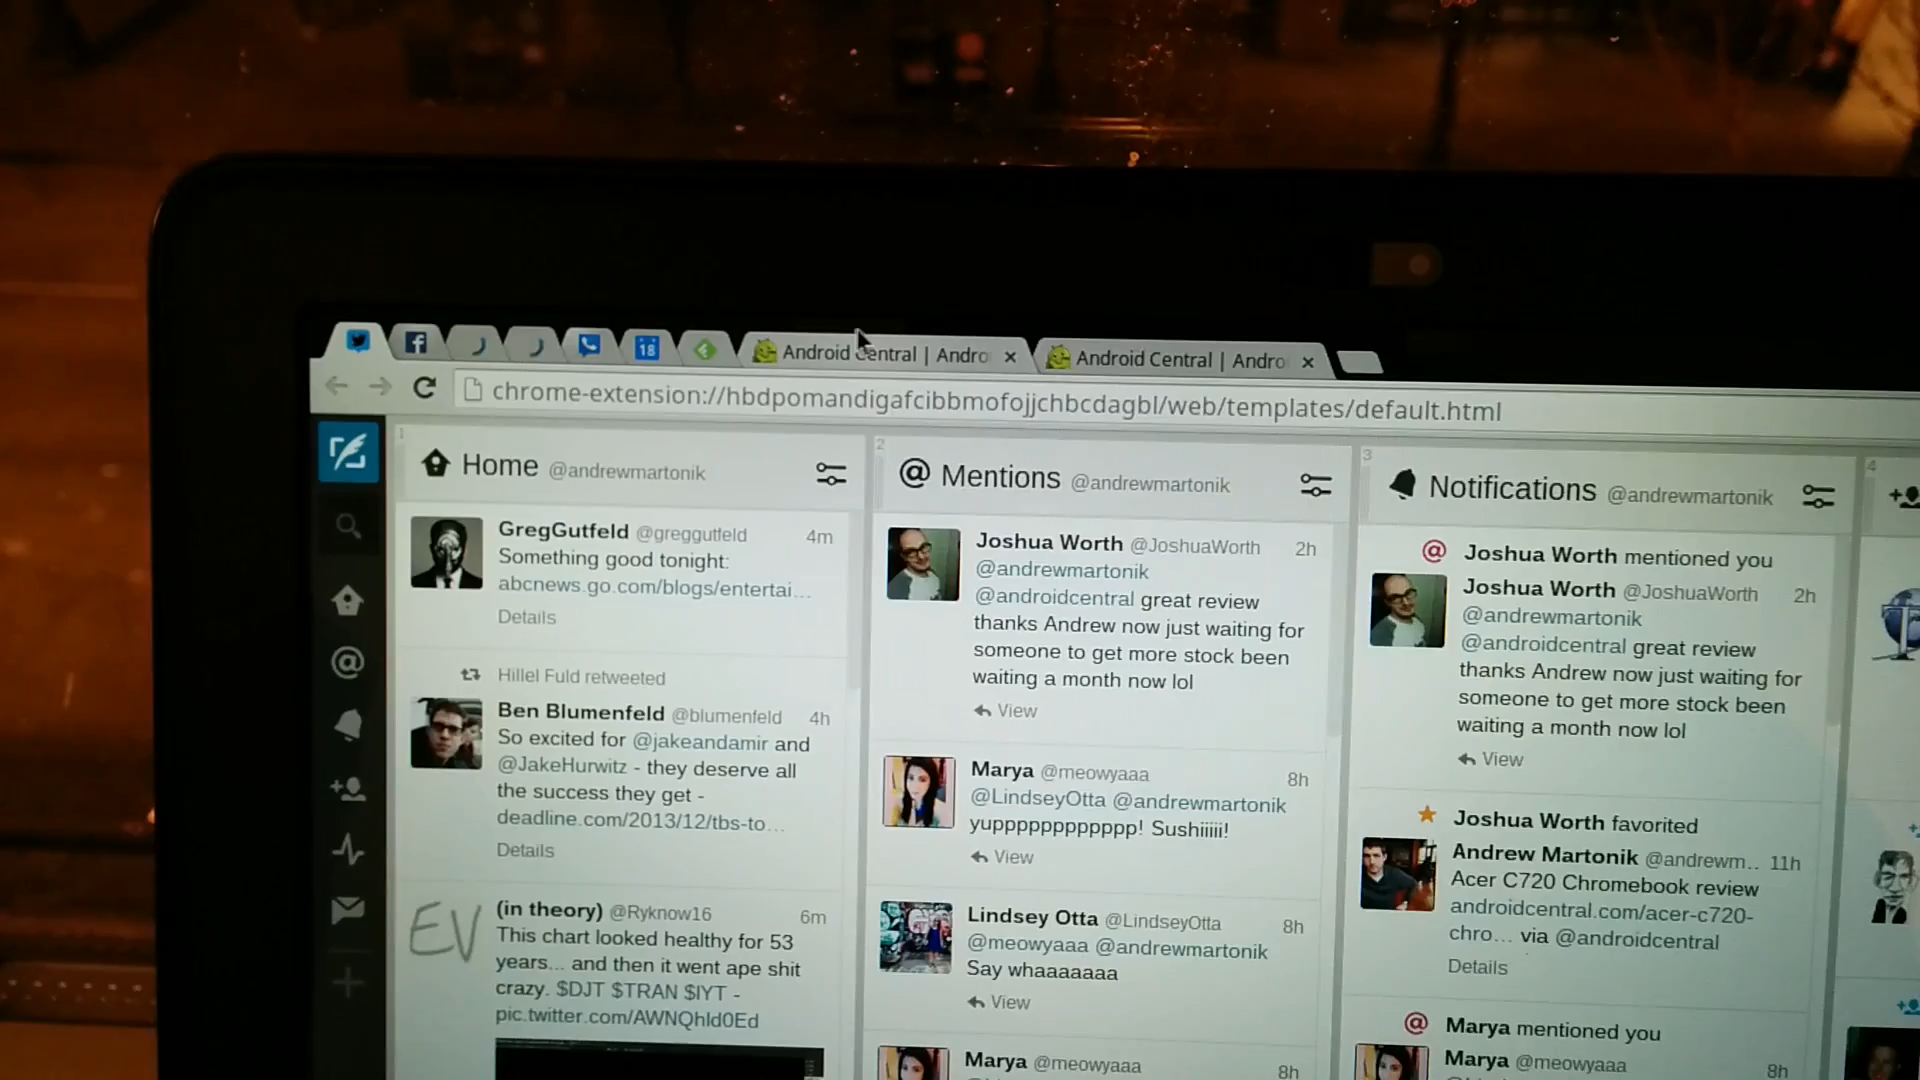 18
Android Central | Andro
Android Central | Andro
chrome-extension://hbdpomandigafcibbmofojjchbcdagbl/web/templates/default.html
1
Home @andrewmartonik
GregGutfeld @greggutfeld 4m
Something good tonight:
abcnews.go.com/blogs/entertai...
Details
Hillel Fuld retweeted
Ben Blumenfeld @blumenfeld 4h
So excited for @jakeandamir and
@JakeHurwitz - they deserve all
the success they get -
deadline.com/2013/12/tbs-to...
Details
EV
(in theory) @Ryknow16 6m
This chart looked healthy for 53
years... and then it went ape shit
crazy. $DJT $TRAN $IYT -
pic.twitter.com/AWNQhld0Ed
2
@ Mentions @andrewmartonik
Joshua Worth @JoshuaWorth 2h
@andrewmartonik
@androidcentral great review
thanks Andrew now just waiting for
someone to get more stock been
waiting a month now lol
View
Marya @meowyaaa 8h
@LindseyOtta @andrewmartonik
yupppppppppppp! Sushiiiii!
View
Lindsey Otta @LindseyOtta 8h
@meowyaaa @andrewmartonik
Say whaaaaaaa
View
Marya @meowyaaa 8h
3
Notifications @andrewmartonik
@ Joshua Worth mentioned you
Joshua Worth @JoshuaWorth 2h
@andrewmartonik
@androidcentral great review
thanks Andrew now just waiting for
someone to get more stock been
waiting a month now lol
View
Joshua Worth favorited
Andrew Martonik @andrewm.. 11h
Acer C720 Chromebook review
androidcentral.com/acer-c720-
chro... via @androidcentral
Details
@ Marya mentioned you
Marya @meowyaaa 8h
4